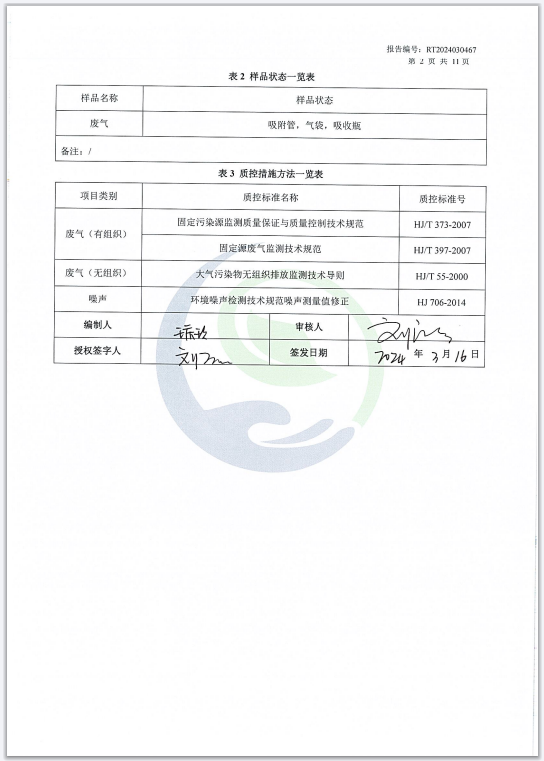 报告编号：RT2024030467
第 2 页 共 11 页
表 2 样品状态一览表
样品名称 样品状态
废气 吸附管，气袋，吸收瓶
备注：/
表 3 质控措施方法一览表
项目类别 质控标准名称 质控标准号
废气（有组织） 固定污染源监测质量保证与质量控制技术规范 HJ/T 373-2007
固定源废气监测技术规范 HJ/T 397-2007
废气（无组织） 大气污染物无组织排放监测技术导则 HJ/T 55-2000
噪声 环境噪声检测技术规范噪声测量值修正 HJ 706-2014
编制人 审核人
授权签字人 签发日期 2024 年 3 月 16 日